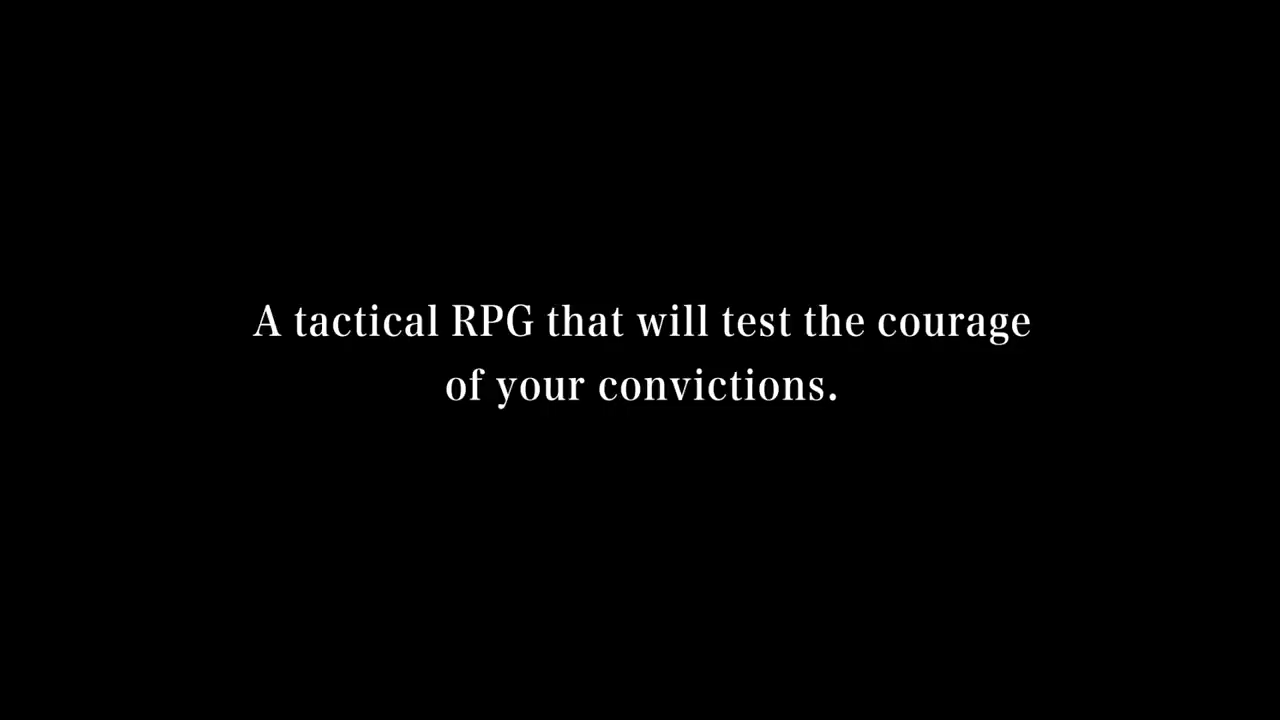 A tactical RPG that will test the courage
of your convictions.